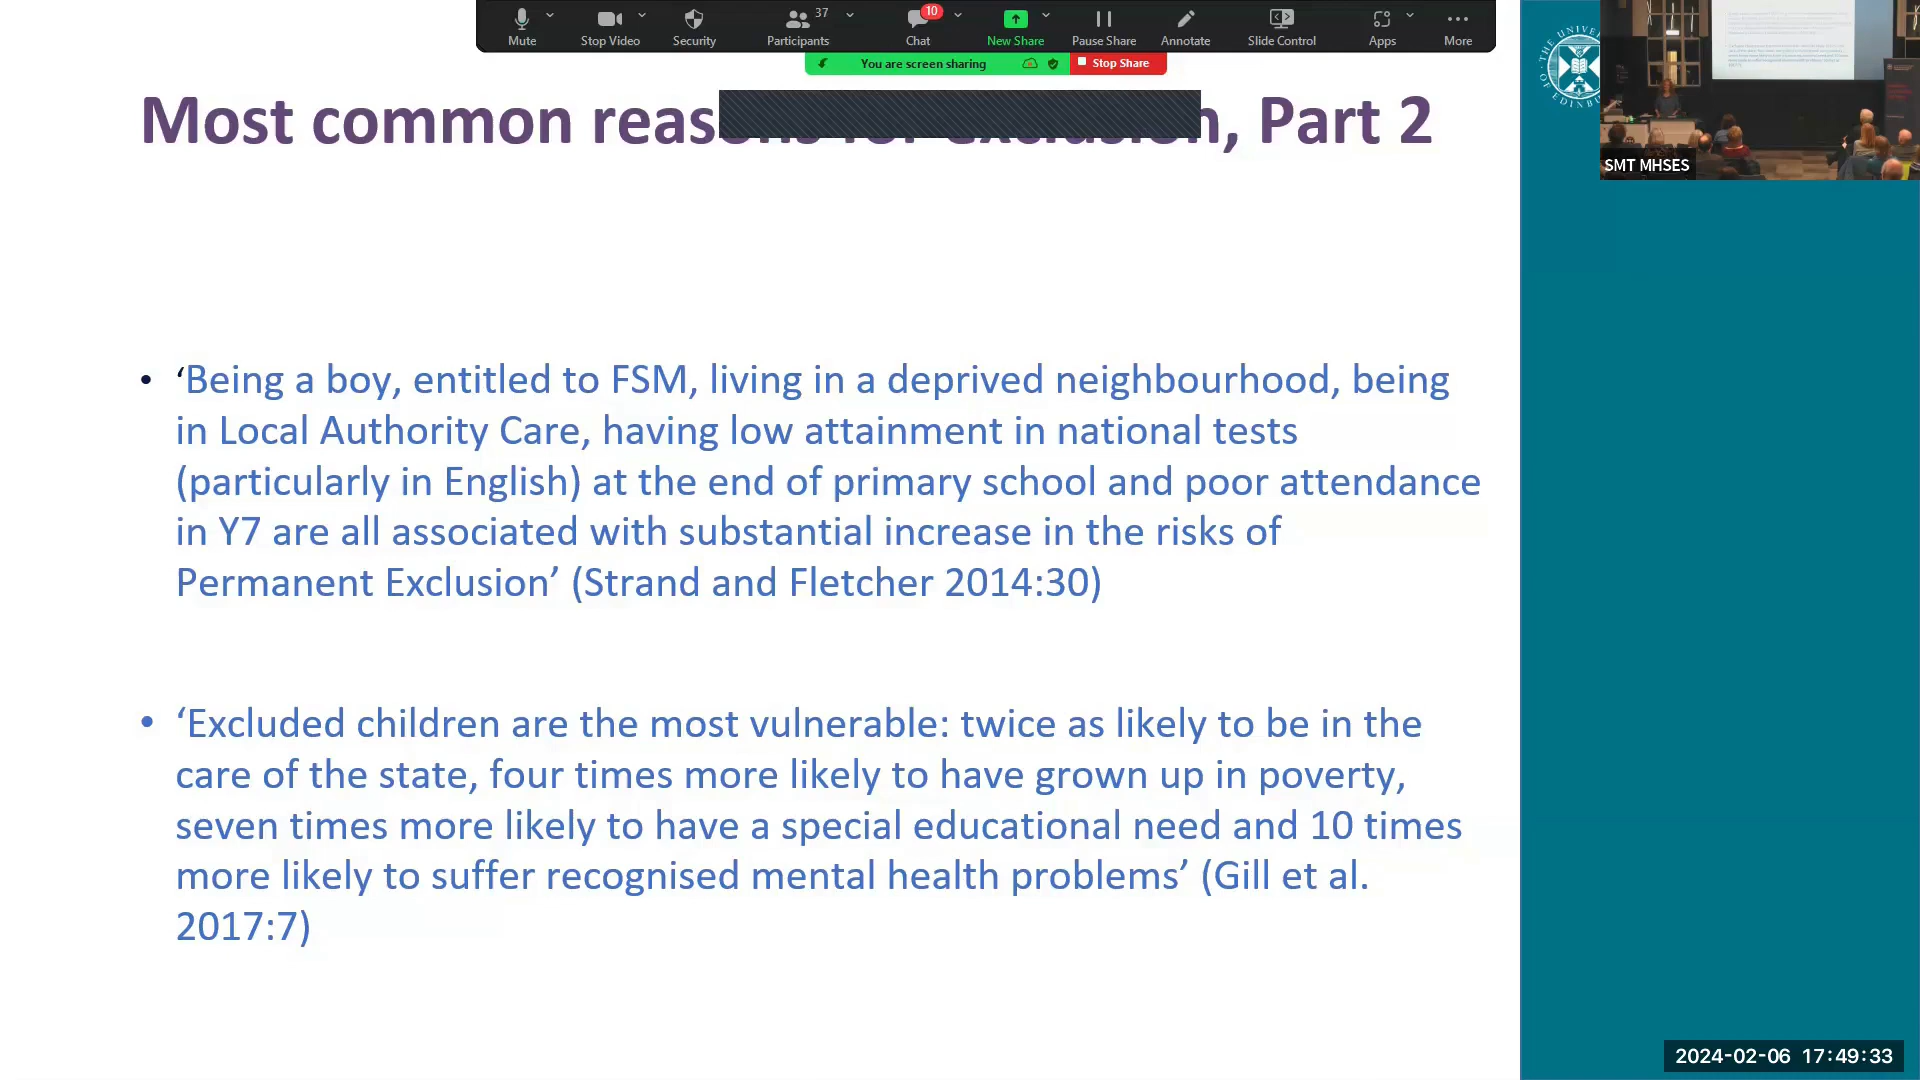 37
10
Mute
Stop Video
Security
Participants
Chat
New Share
Pause Share
Annotate
Slide Control
Apps
More
You are screen sharing
Stop Share
Most common reasons for exclusion, Part 2
THE UNIVE
OF EDINBU
SMT MHSES
• ‘Being a boy, entitled to FSM, living in a deprived neighbourhood, being
in Local Authority Care, having low attainment in national tests
(particularly in English) at the end of primary school and poor attendance
in Y7 are all associated with substantial increase in the risks of
Permanent Exclusion’ (Strand and Fletcher 2014:30)
• ‘Excluded children are the most vulnerable: twice as likely to be in the
care of the state, four times more likely to have grown up in poverty,
seven times more likely to have a special educational need and 10 times
more likely to suffer recognised mental health problems’ (Gill et al.
2017:7)
2024-02-06 17:49:33